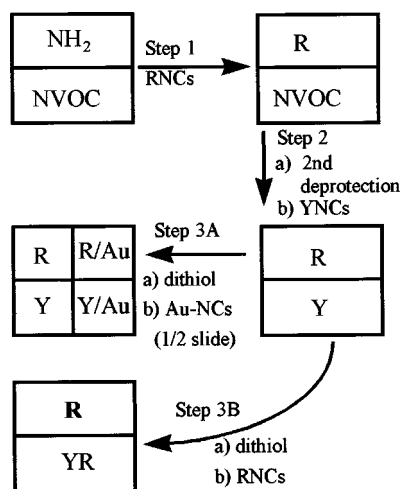 NH₂
NVOC
Step 1
RNCs
R
NVOC
Step 2
a) 2nd
deprotection
b) YNCs
R
Y
Step 3A
a) dithiol
b) Au-NCs
(1/2 slide)
R R/Au
Y Y/Au
Step 3B
a) dithiol
b) RNCs
R
YR